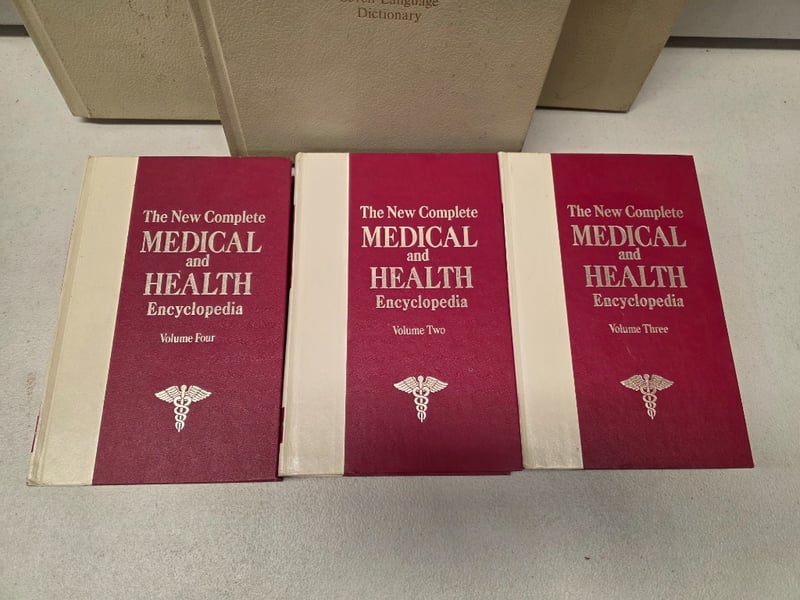 Language
Dictionary
The New Complete
MEDICAL
and
HEALTH
Encyclopedia
Volume Four
The New Complete
MEDICAL
and
HEALTH
Encyclopedia
Volume Two
The New Complete
MEDICAL
and
HEALTH
Encyclopedia
Volume Three